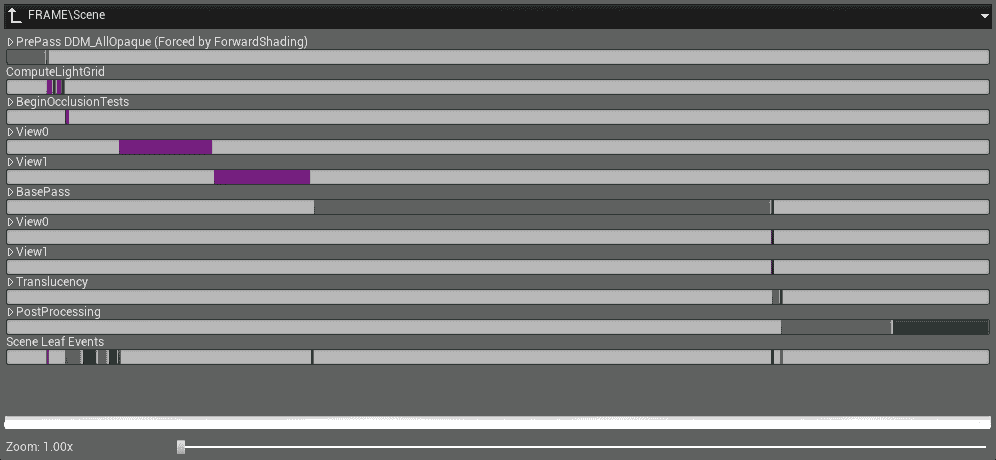 FRAME\Scene
PrePass DDM_AllOpaque (Forced by ForwardShading)
ComputeLightGrid
BeginOcclusionTests
View0
View1
BasePass
View0
View1
Translucency
PostProcessing
Scene Leaf Events
Zoom: 1.00x